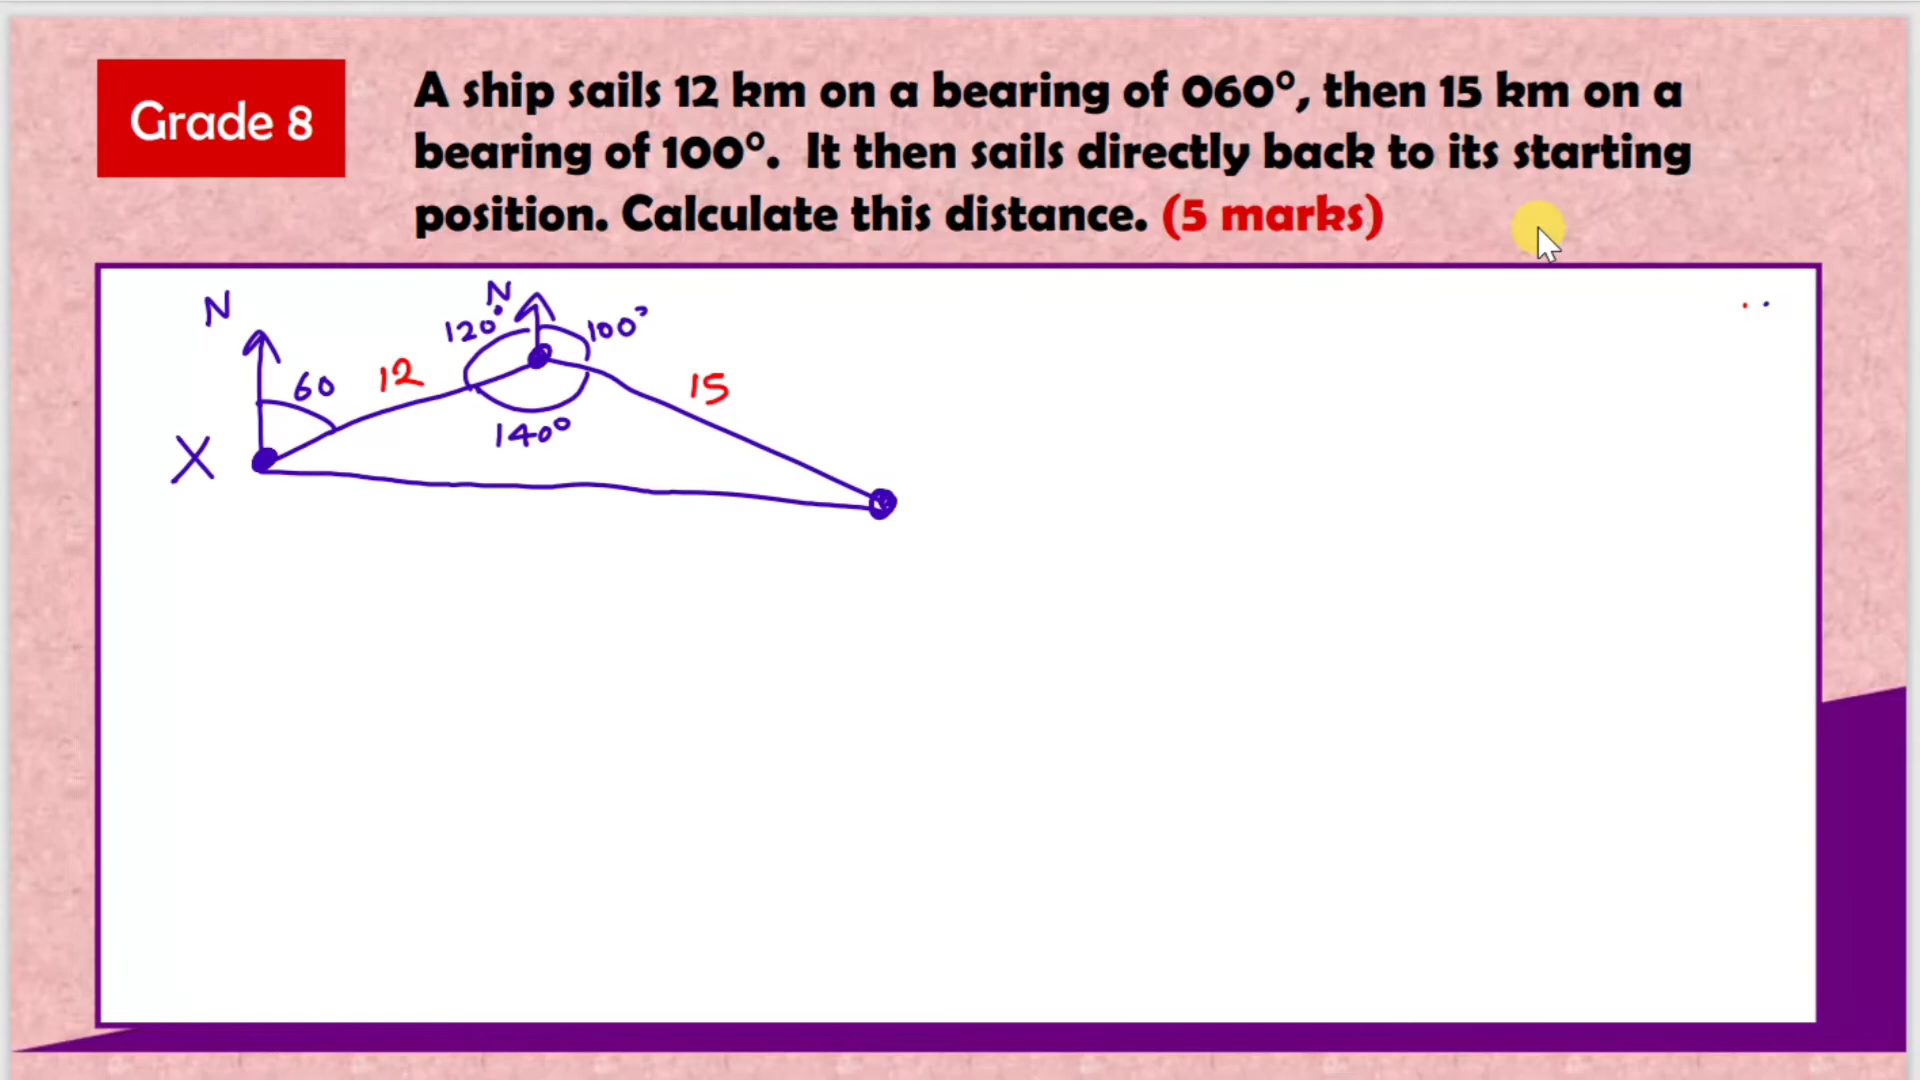 Grade 8
A ship sails 12 km on a bearing of 060°, then 15 km on a
bearing of 100°. It then sails directly back to its starting
position. Calculate this distance. (5 marks)
N
N
120°
100°
60
12
15
140°
X